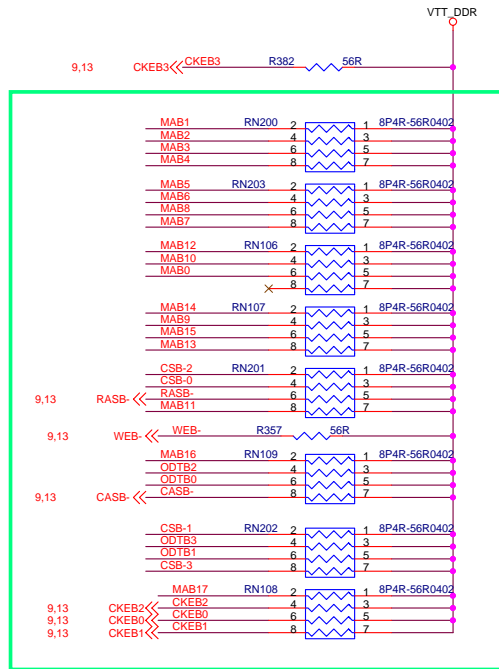 VTT_DDR
9,13 CKEB3 CKEB3 R382 56R
MAB1 RN200 2 1 8P4R-56R0402
MAB2 4 3
MAB3 6 5
MAB4 8 7
MAB5 RN203 2 1 8P4R-56R0402
MAB6 4 3
MAB8 6 5
MAB7 8 7
MAB12 RN106 2 1 8P4R-56R0402
MAB10 4 3
MAB0 6 5
8 7
MAB14 RN107 2 1 8P4R-56R0402
MAB9 4 3
MAB15 6 5
MAB13 8 7
CSB-2 RN201 2 1 8P4R-56R0402
CSB-0 4 3
9,13 RASB- RASB- 6 5
MAB11 8 7
9,13 WEB- WEB- R357 56R
MAB16 RN109 2 1 8P4R-56R0402
ODTB2 4 3
ODTB0 6 5
9,13 CASB- CASB- 8 7
CSB-1 RN202 2 1 8P4R-56R0402
ODTB3 4 3
ODTB1 6 5
CSB-3 8 7
MAB17 RN108 2 1 8P4R-56R0402
9,13 CKEB2 CKEB2 4 3
9,13 CKEB0 CKEB0 6 5
9,13 CKEB1 CKEB1 8 7